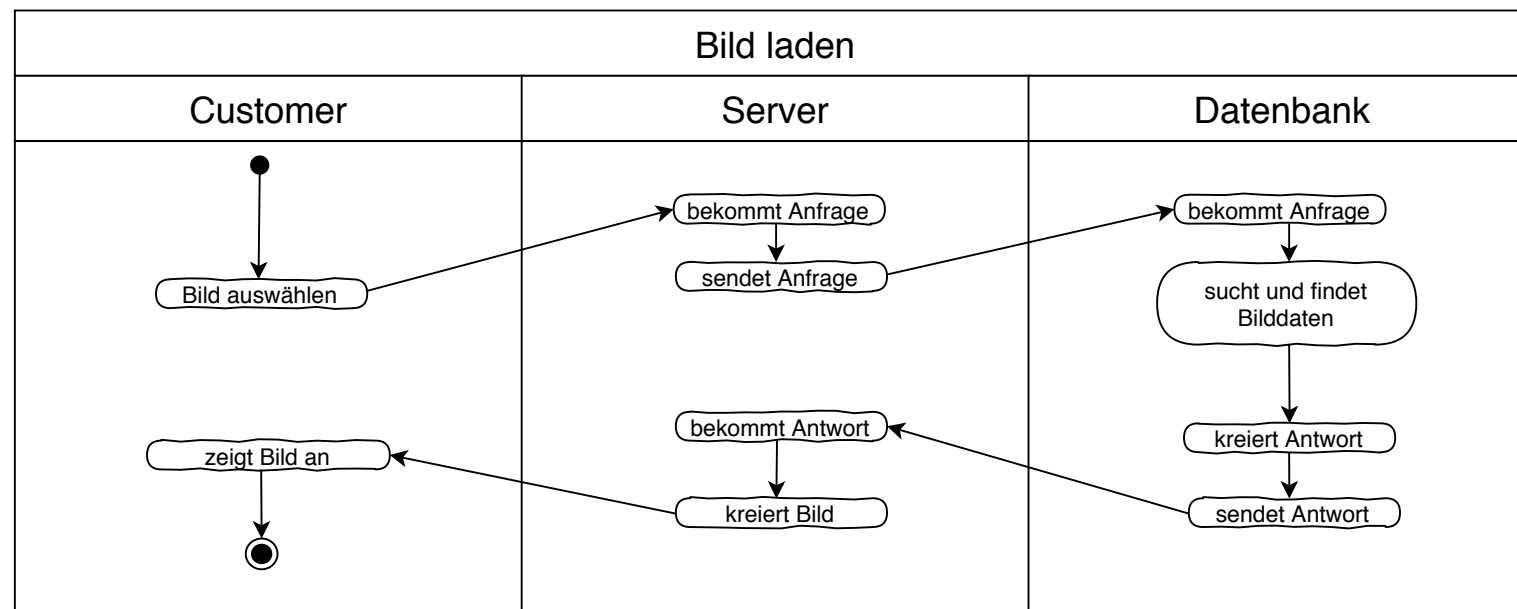 Bild laden
Customer
Server
Datenbank
Bild auswählen
bekommt Anfrage
sendet Anfrage
bekommt Anfrage
sucht und findet
Bilddaten
kreiert Antwort
sendet Antwort
bekommt Antwort
kreiert Bild
zeigt Bild an